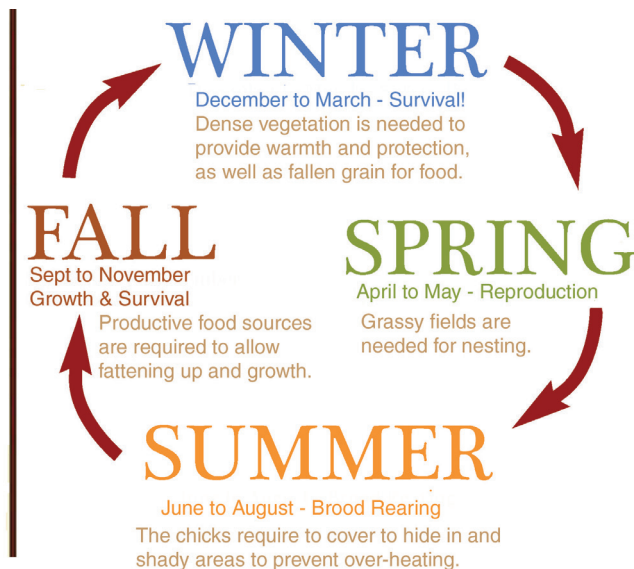 WINTER
December to March - Survival!
Dense vegetation is needed to
provide warmth and protection,
as well as fallen grain for food.
SPRING
April to May - Reproduction
Grassy fields are
needed for nesting.
SUMMER
June to August - Brood Rearing
The chicks require to cover to hide in and
shady areas to prevent over-heating.
FALL
Sept to November
Growth & Survival
Productive food sources
are required to allow
fattening up and growth.